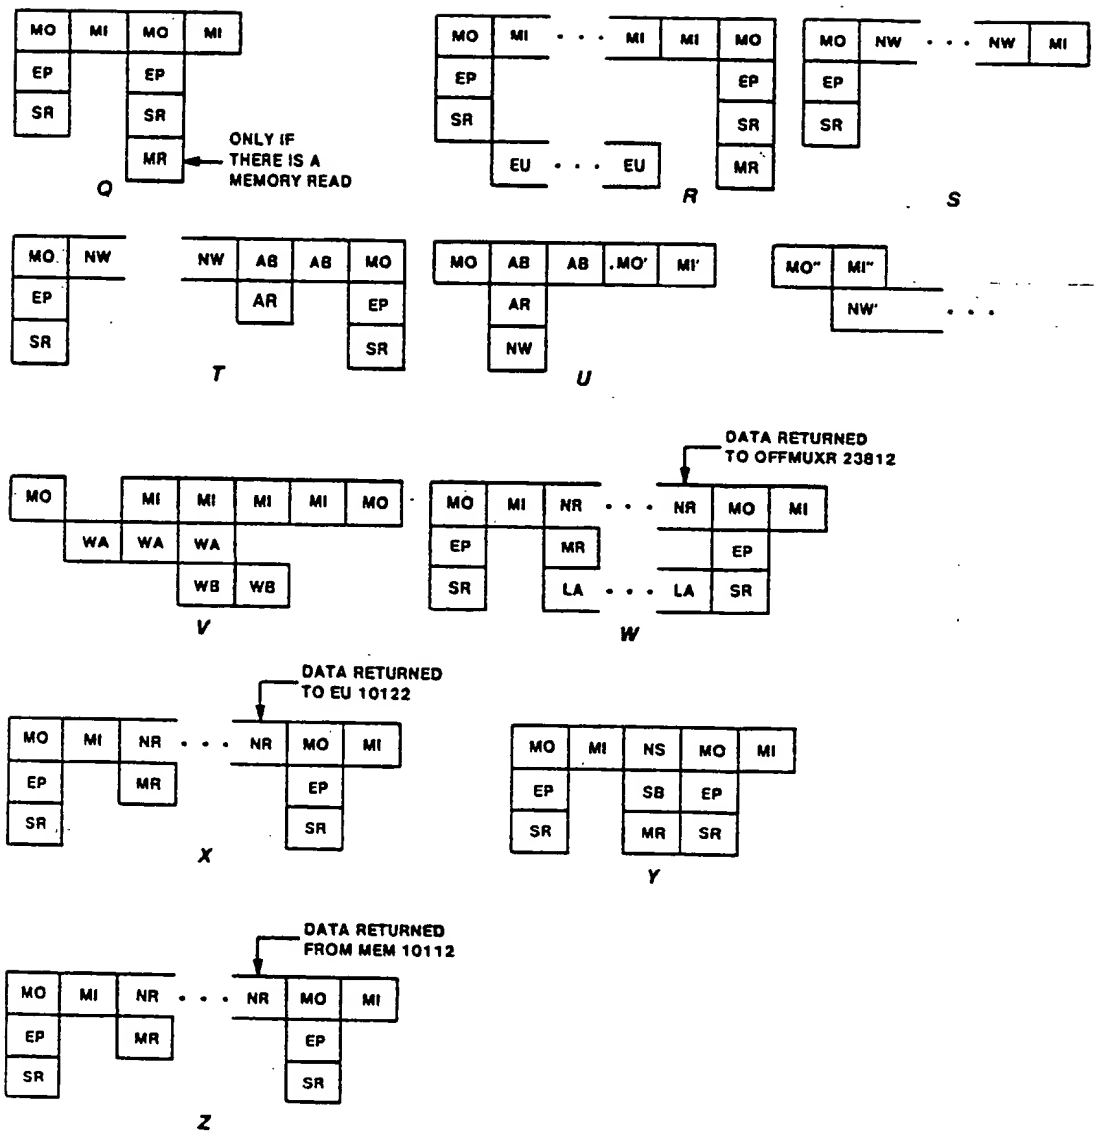 MO MI MO MI
EP EP
SR SR
MR
ONLY IF
THERE IS A
MEMORY READ
Q
MO MI . . . MI MI MO
EP EP
SR SR
EU . . . EU MR
R
MO NW . . . NW MI
EP
SR
S
MO NW NW AB AB MO
EP AR EP
SR SR
T
MO AB AB .MO' MI'
AR
NW
U
MO" MI"
NW' . . .
MO MI MI MI MI MO
WA WA WA
WB WB
V
DATA RETURNED
TO OFFMUXR 23812
MO MI NR . . . NR MO MI
EP MR EP
SR LA . . . LA SR
W
DATA RETURNED
TO EU 10122
MO MI NR . . . NR MO MI
EP MR EP
SR SR
X
MO MI NS MO MI
EP SB EP
SR MR SR
Y
DATA RETURNED
FROM MEM 10112
MO MI NR . . . NR MO MI
EP MR EP
SR SR
Z